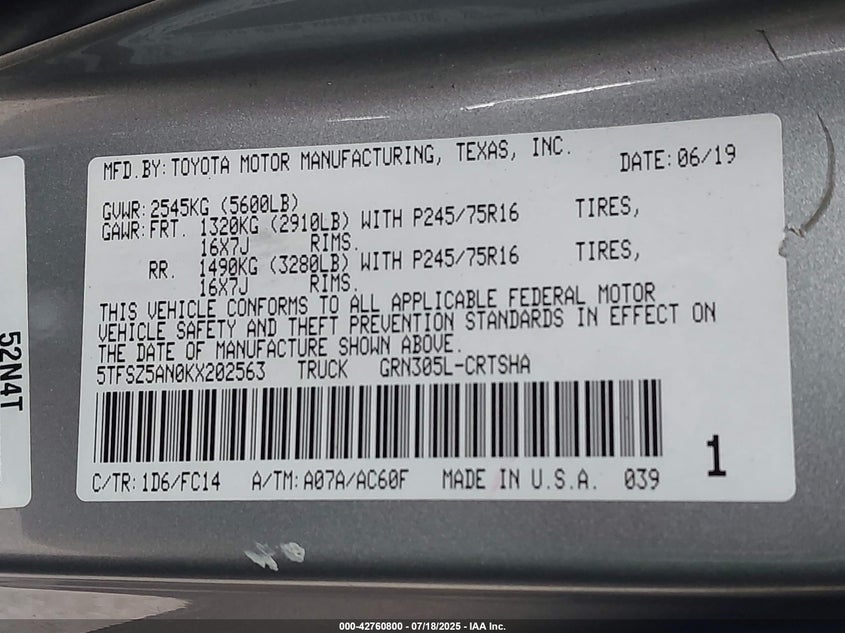 MFD.BY:TOYOTA MOTOR MANUFACTURING, TEXAS, INC. DATE:06/19
GVWR:2545KG (5600LB)
GAWR:FRT. 1320KG (2910LB) WITH P245/75R16 TIRES,
16X7J RIMS.
RR. 1490KG (3280LB) WITH P245/75R16 TIRES,
16X7J RIMS.
THIS VEHICLE CONFORMS TO ALL APPLICABLE FEDERAL MOTOR
VEHICLE SAFETY AND THEFT PREVENTION STANDARDS IN EFFECT ON
THE DATE OF MANUFACTURE SHOWN ABOVE.
5TFSZ5AN0KX202563 TRUCK GRN305L-CRTSHA
C/TR:1D6/FC14 A/TM:A07A/AC60F MADE IN U.S.A. 039
1
52N4T
000-42760800 - 07/18/2025 - IAA Inc.